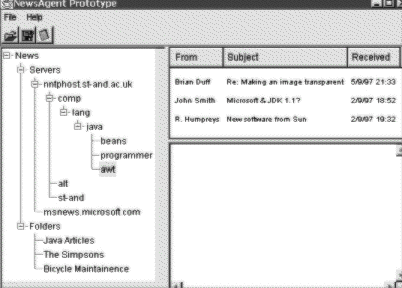 NewsAgent Prototype
File Help
News
Servers
nntphost.st-and.ac.uk
comp
lang
java
beans
programmer
awt
alt
st-and
msnews.microsoft.com
Folders
Java Articles
The Simpsons
Bicycle Maintainence
From Subject Received
Brian Duff Re: Making an image transparent 5/9/97 21:33
John Smith Microsoft & JDK 1.1? 2/9/97 18:52
R. Humpreys New software from Sun 2/9/97 19:32